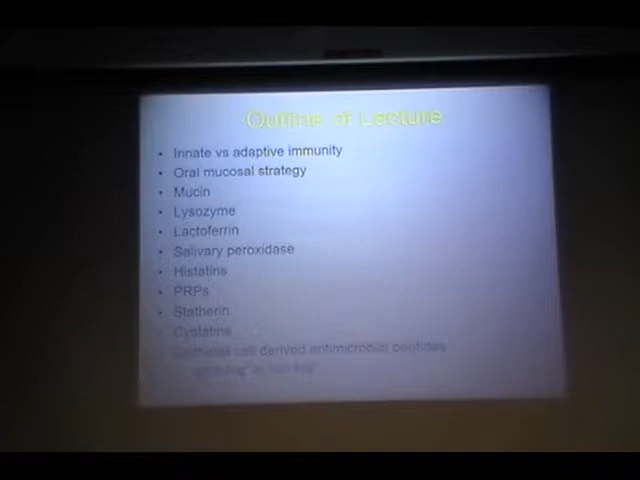 Outline of Lecture
• Innate vs adaptive immunity
• Oral mucosal strategy
• Mucin
• Lysozyme
• Lactoferrin
• Salivary peroxidase
• Histatins
• PRPs
• Statherin
• Cystatins
• Epithelial cell derived antimicrobial peptides